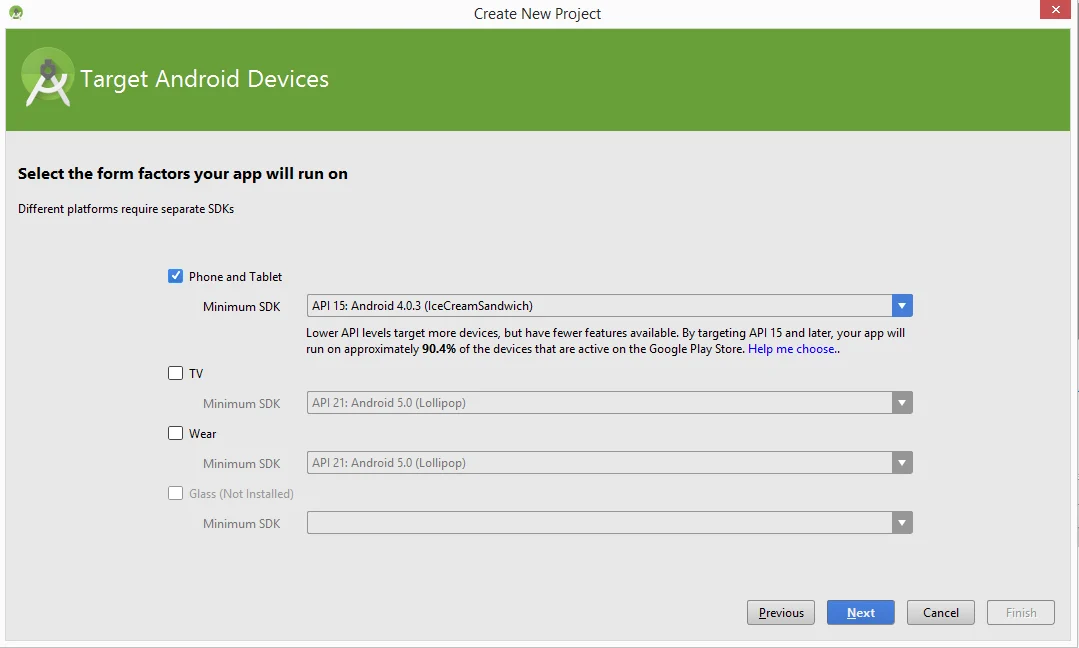 Create New Project
Target Android Devices
Select the form factors your app will run on
Different platforms require separate SDKs
Phone and Tablet
Minimum SDK
API 15: Android 4.0.3 (IceCreamSandwich)
Lower API levels target more devices, but have fewer features available. By targeting API 15 and later, your app will
run on approximately 90.4% of the devices that are active on the Google Play Store. Help me choose..
TV
Minimum SDK
API 21: Android 5.0 (Lollipop)
Wear
Minimum SDK
API 21: Android 5.0 (Lollipop)
Glass (Not Installed)
Minimum SDK
Previous
Next
Cancel
Finish